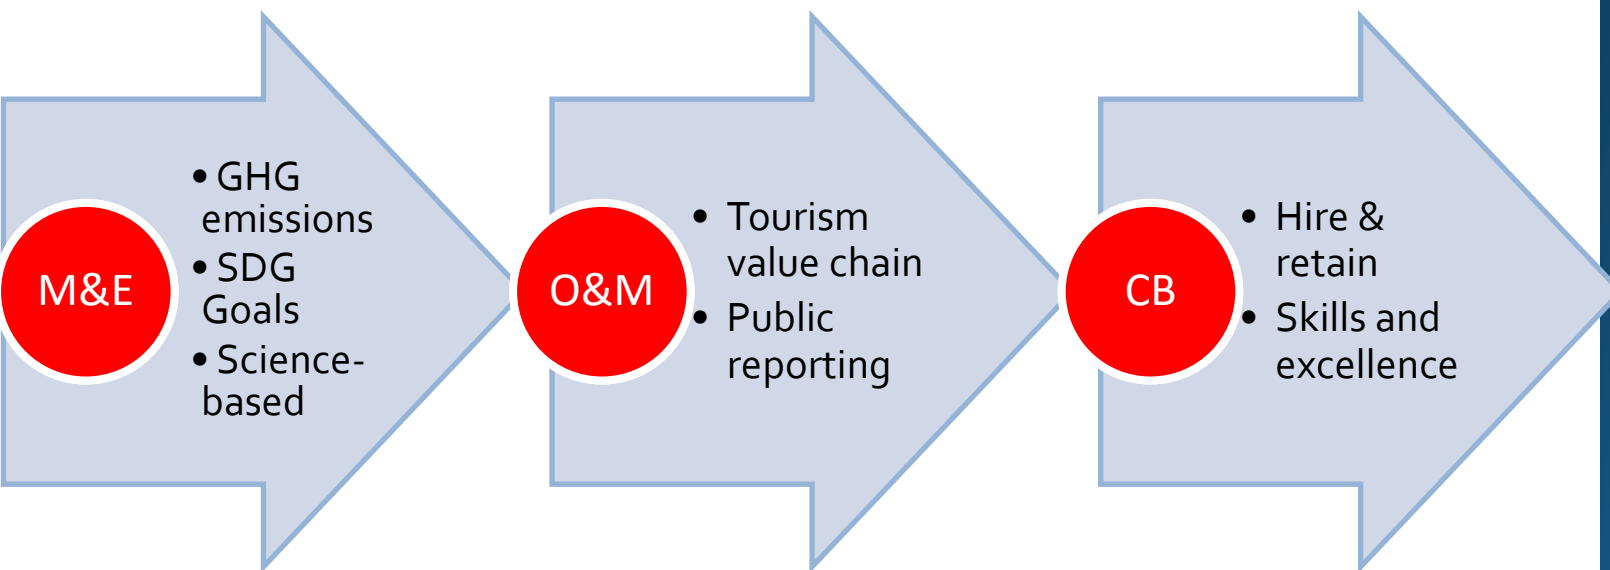 M&E
• GHG
emissions
• SDG
Goals
• Science-
based
O&M
• Tourism
value chain
• Public
reporting
CB
• Hire &
retain
• Skills and
excellence